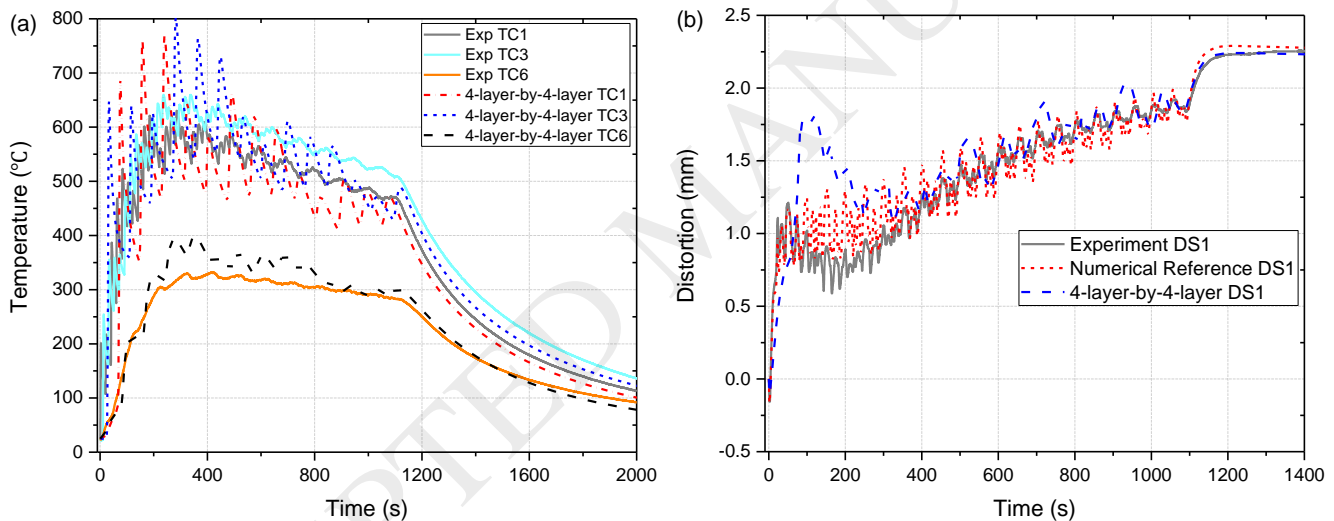 (a)
800
700
600
500
400
300
200
100
0
Temperature (°C)
0
400
800
1200
1600
2000
Time (s)
Exp TC1
Exp TC3
Exp TC6
4-layer-by-4-layer TC1
4-layer-by-4-layer TC3
4-layer-by-4-layer TC6
(b)
2.5
2.0
1.5
1.0
0.5
0.0
-0.5
Distortion (mm)
0
200
400
600
800
1000
1200
1400
Time (s)
Experiment DS1
Numerical Reference DS1
4-layer-by-4-layer DS1
PTED MANU